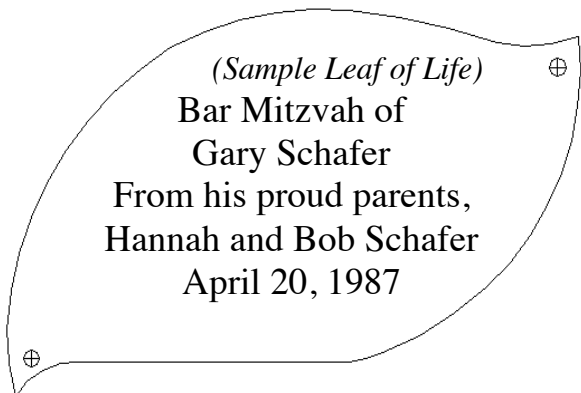 (Sample Leaf of Life)
Bar Mitzvah of
Gary Schafer
From his proud parents,
Hannah and Bob Schafer
April 20, 1987